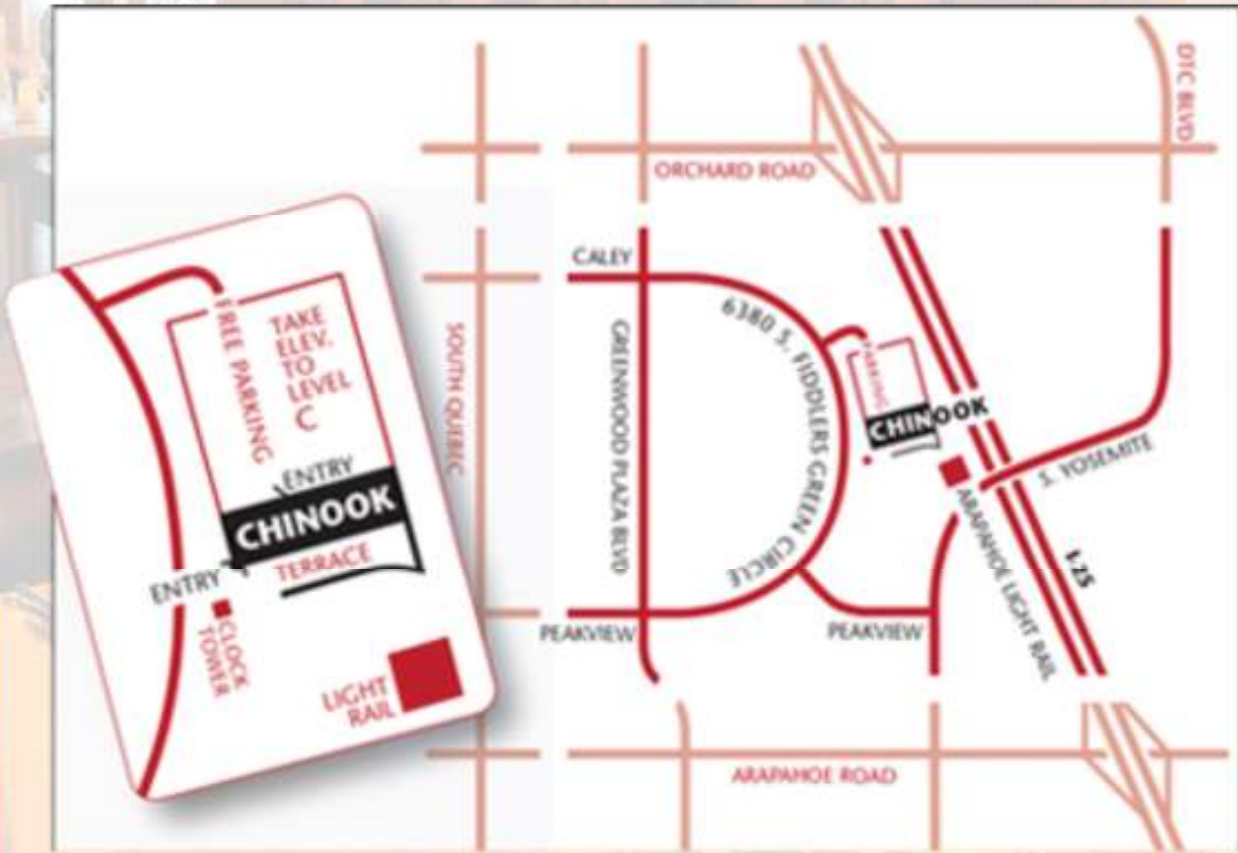 DTC BLVD
ORCHARD ROAD
CALEY
6380 S. FIDDLERS GREEN CIRCLE
GREENWOOD PLAZA BLVD
SOUTH QUEBEC
PARKING
CHINOOK
S. YOSEMITE
ARAPAHOE LIGHT RAIL
I-25
PEAKVIEW
PEAKVIEW
ARAPAHOE ROAD
FREE PARKING
TAKE
ELEV.
TO
LEVEL
C
ENTRY
CHINOOK
TERRACE
ENTRY
CLOCK
TOWER
LIGHT
RAIL